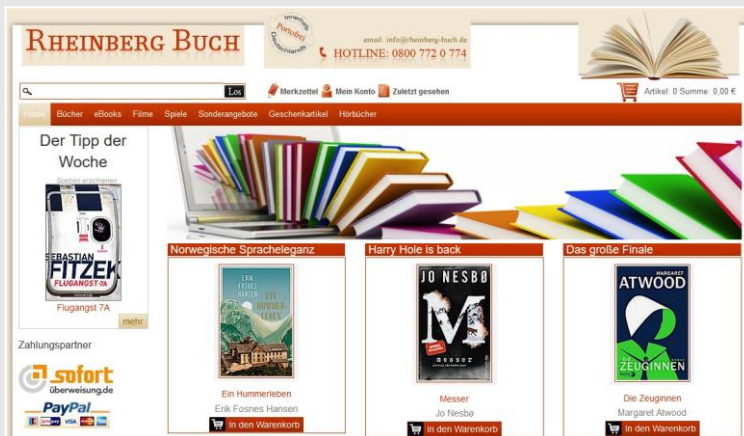 RHEINBERG BUCH
Innerhalb
Portofrei
Deutschlands
email: info@rheinberg-buch.de
HOTLINE: 0800 772 0 774
Los
Merkzettel Mein Konto Zuletzt gesehen
Artikel: 0 Summe: 0,00 €
Home Bücher eBooks Filme Spiele Sonderangebote Geschenkartikel Hörbücher
Der Tipp der
Woche
Soeben erschienen
SEBASTIAN
FITZEK
FLUGANGST 7A
Flugangst 7A
mehr
Zahlungspartner
sofort
überweisung.de
PayPal
VISA
Norwegische Spracheleganz
ERIK
FOSNES
HANSEN
EIN
HUMMER-
LEBEN
Ein Hummerleben
Erik Fosnes Hansen
In den Warenkorb
Harry Hole is back
JO NESBØ
M
messer
Messer
Jo Nesbø
In den Warenkorb
Das große Finale
MARGARET
ATWOOD
DIE
ZEUGINNEN
Die Zeuginnen
Margaret Atwood
In den Warenkorb